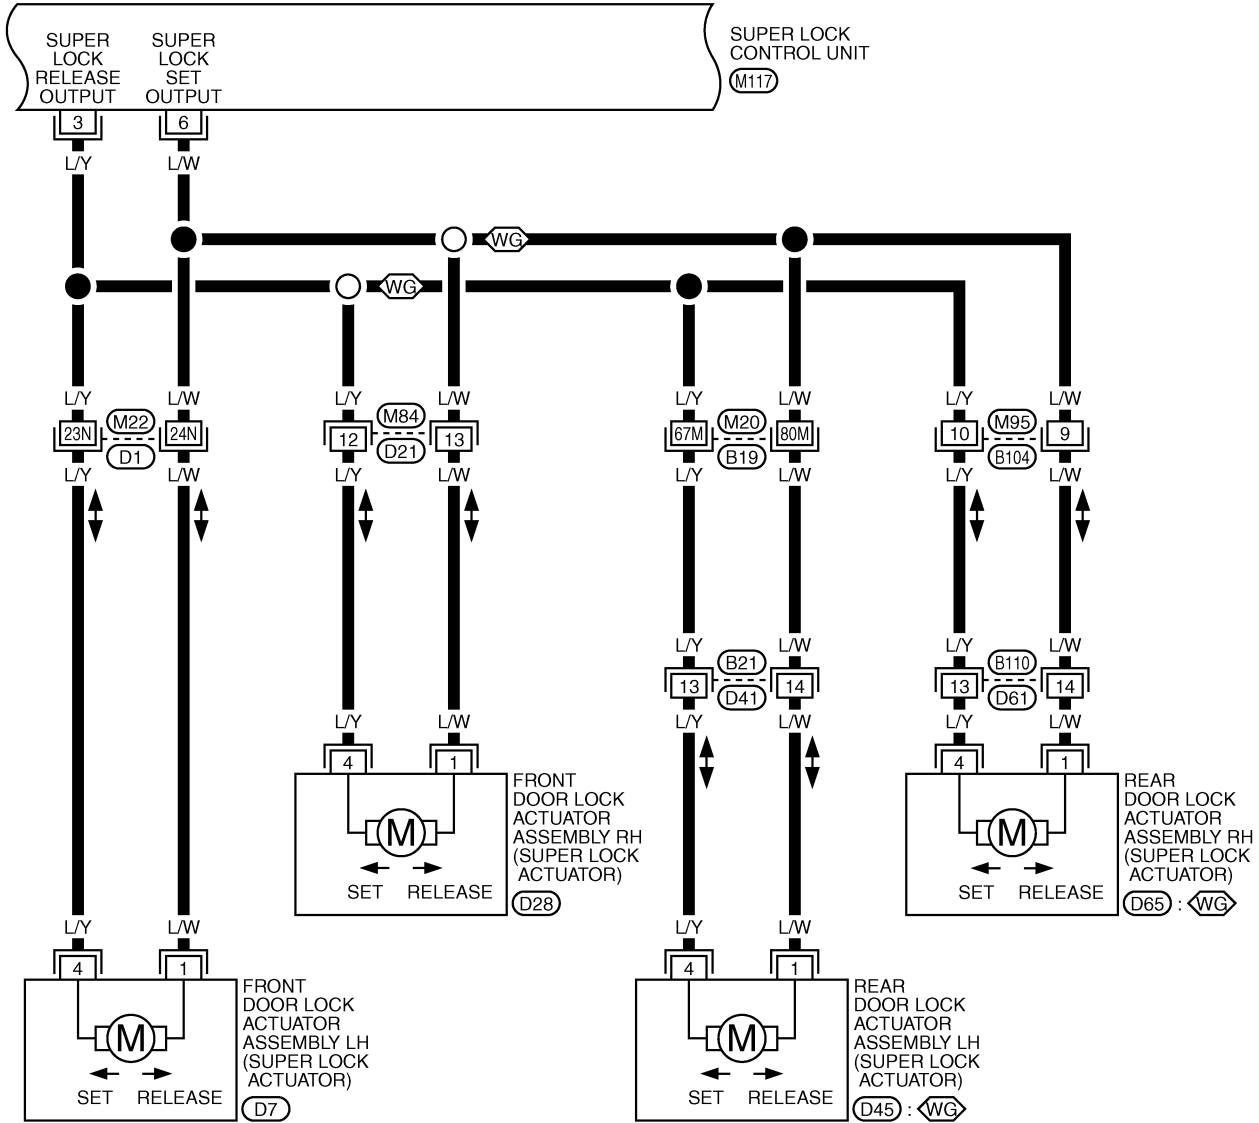 SUPER LOCK RELEASE OUTPUT
SUPER LOCK SET OUTPUT
SUPER LOCK
CONTROL UNIT
M117
3
6
L/Y
L/W
WG
WG
L/Y
L/W
L/Y
L/W
L/Y
L/W
L/Y
L/W
23N
M22
D1
24N
12
M84
D21
13
67M
M20
B19
80M
10
M95
B104
9
L/Y
L/W
L/Y
L/W
L/Y
L/W
L/Y
L/W
L/Y
L/W
L/Y
L/W
13
B21
D41
14
13
B110
D61
14
L/Y
L/W
L/Y
L/W
L/Y
L/W
4
1
M
SET
RELEASE
FRONT
DOOR LOCK
ACTUATOR
ASSEMBLY RH
(SUPER LOCK
ACTUATOR)
D28
4
1
M
SET
RELEASE
REAR
DOOR LOCK
ACTUATOR
ASSEMBLY RH
(SUPER LOCK
ACTUATOR)
D65 : WG
L/Y
L/W
L/Y
L/W
4
1
M
SET
RELEASE
FRONT
DOOR LOCK
ACTUATOR
ASSEMBLY LH
(SUPER LOCK
ACTUATOR)
D7
4
1
M
SET
RELEASE
REAR
DOOR LOCK
ACTUATOR
ASSEMBLY LH
(SUPER LOCK
ACTUATOR)
D45 : WG